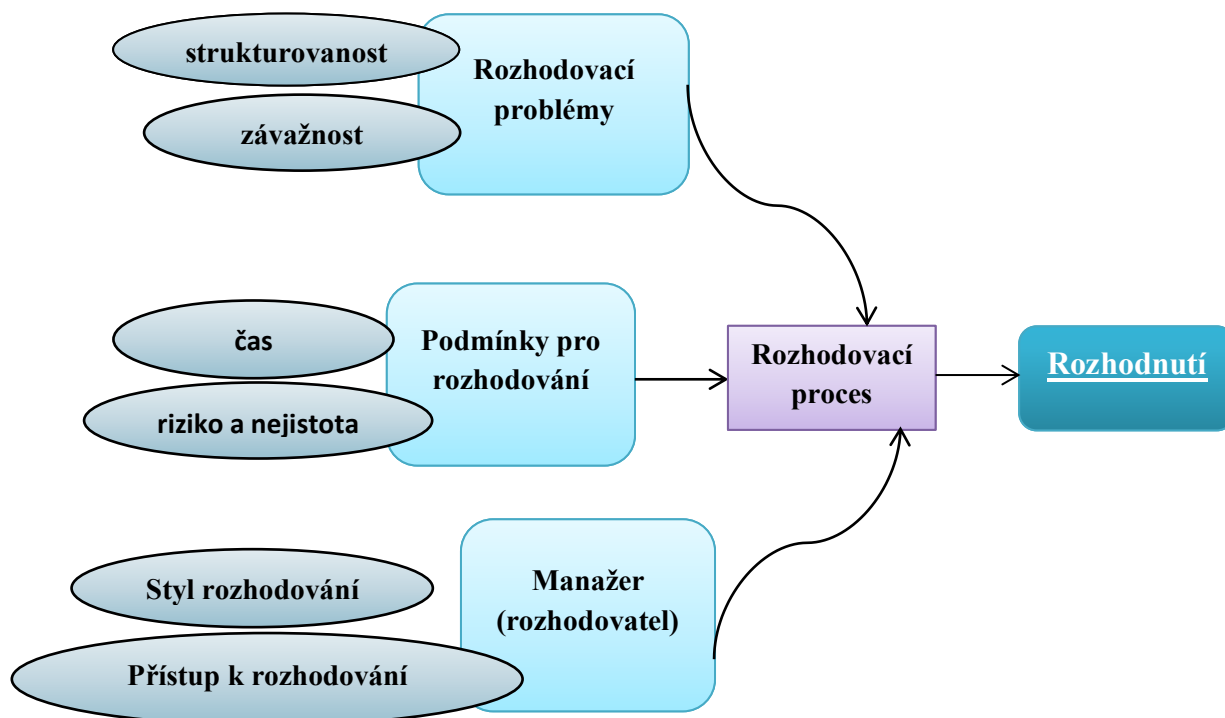 strukturovanost
závažnost
Rozhodovací
problémy
čas
riziko a nejistota
Podmínky pro
rozhodování
Styl rozhodování
Přístup k rozhodování
Manažer
(rozhodovatel)
Rozhodovací
proces
Rozhodnutí